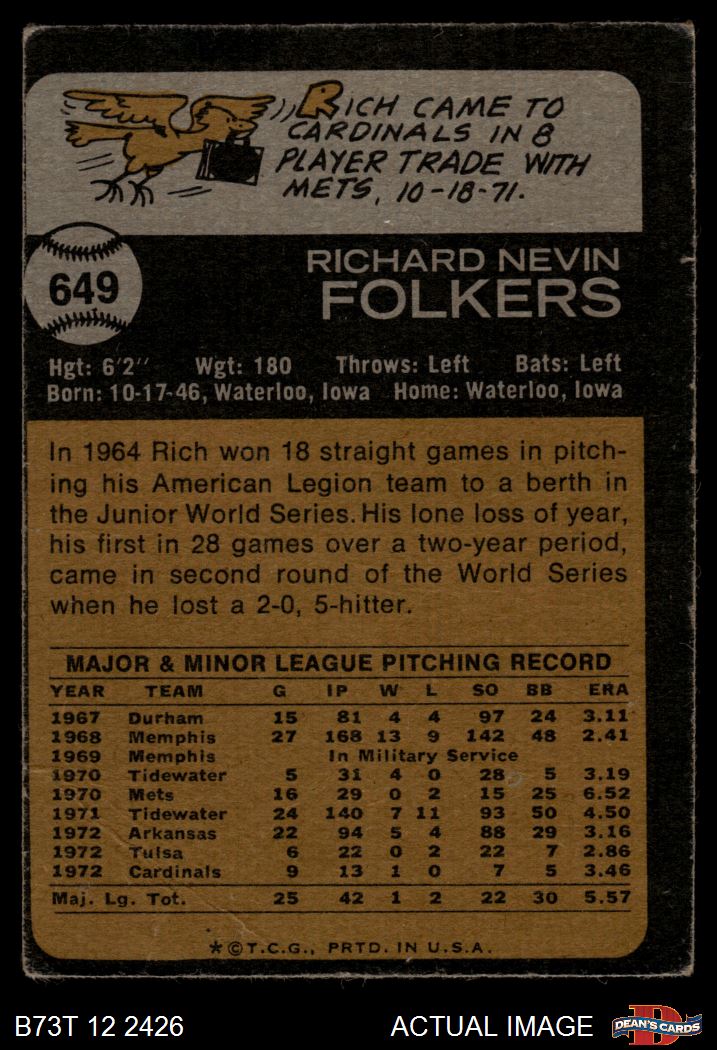 RICH CAME TO
CARDINALS IN 8
PLAYER TRADE WITH
METS, 10-18-71.
649
RICHARD NEVIN
FOLKERS
Hgt: 6'2" Wgt: 180 Throws: Left Bats: Left
Born: 10-17-46, Waterloo, Iowa Home: Waterloo, Iowa
In 1964 Rich won 18 straight games in pitch-
ing his American Legion team to a berth in
the Junior World Series. His lone loss of year,
his first in 28 games over a two-year period,
came in second round of the World Series
when he lost a 2-0, 5-hitter.
MAJOR & MINOR LEAGUE PITCHING RECORD
YEAR TEAM G IP W L SO BB ERA
1967 Durham 15 81 4 4 97 24 3.11
1968 Memphis 27 168 13 9 142 48 2.41
1969 Memphis In Military Service
1970 Tidewater 5 31 4 0 28 5 3.19
1970 Mets 16 29 0 2 15 25 6.52
1971 Tidewater 24 140 7 11 93 50 4.50
1972 Arkansas 22 94 5 4 88 29 3.16
1972 Tulsa 6 22 0 2 22 7 2.86
1972 Cardinals 9 13 1 0 7 5 3.46
Maj. Lg. Tot. 25 42 1 2 22 30 5.57
*©T.C.G., PRTD. IN U.S.A.
B73T 12 2426 ACTUAL IMAGE D DEAN'S CARDS